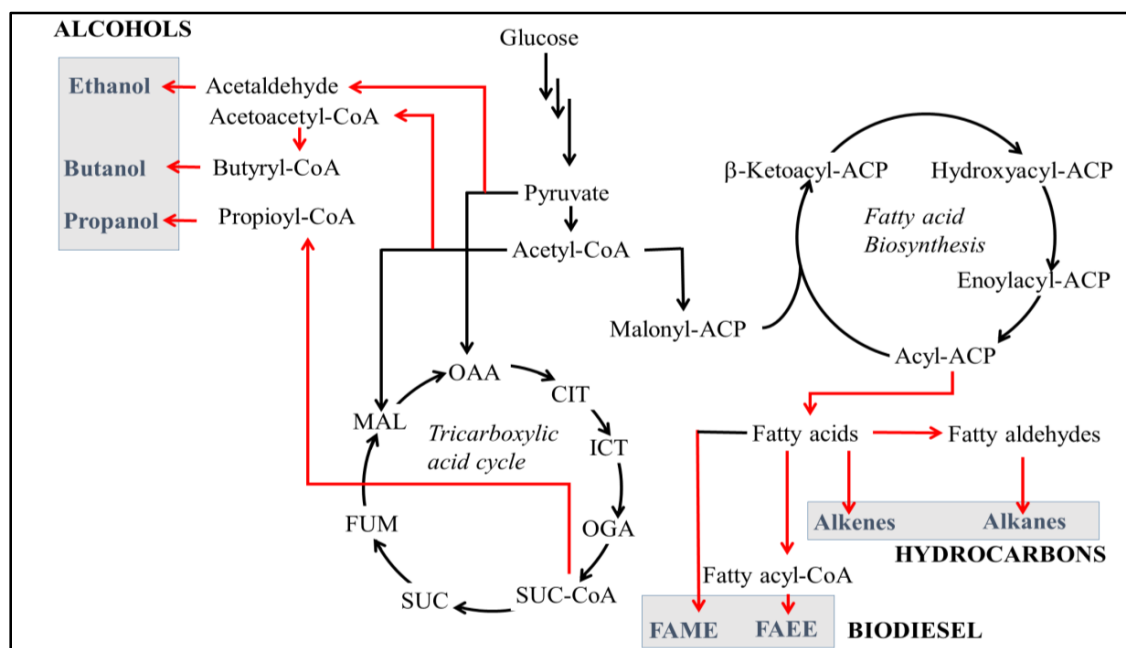 ALCOHOLS
Glucose
Ethanol
Acetaldehyde
Acetoacetyl-CoA
Butanol
Butyryl-CoA
Propanol
Propioyl-CoA
Pyruvate
Acetyl-CoA
Malonyl-ACP
β-Ketoacyl-ACP
Hydroxyacyl-ACP
Fatty acid
Biosynthesis
Enoylacyl-ACP
Acyl-ACP
OAA
CIT
MAL
Tricarboxylic
acid cycle
ICT
FUM
OGA
SUC
SUC-CoA
Fatty acids
Fatty aldehydes
Alkenes
Alkanes
HYDROCARBONS
Fatty acyl-CoA
FAME
FAEE
BIODIESEL